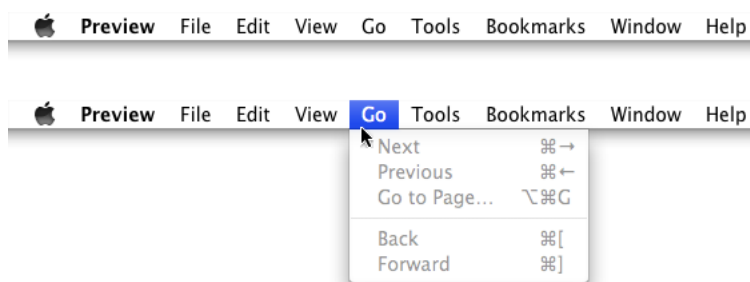 Preview File Edit View Go Tools Bookmarks Window Help
Preview File Edit View Go Tools Bookmarks Window Help
Next ⌘→
Previous ⌘←
Go to Page... ⌥⌘G
Back ⌘[
Forward ⌘]